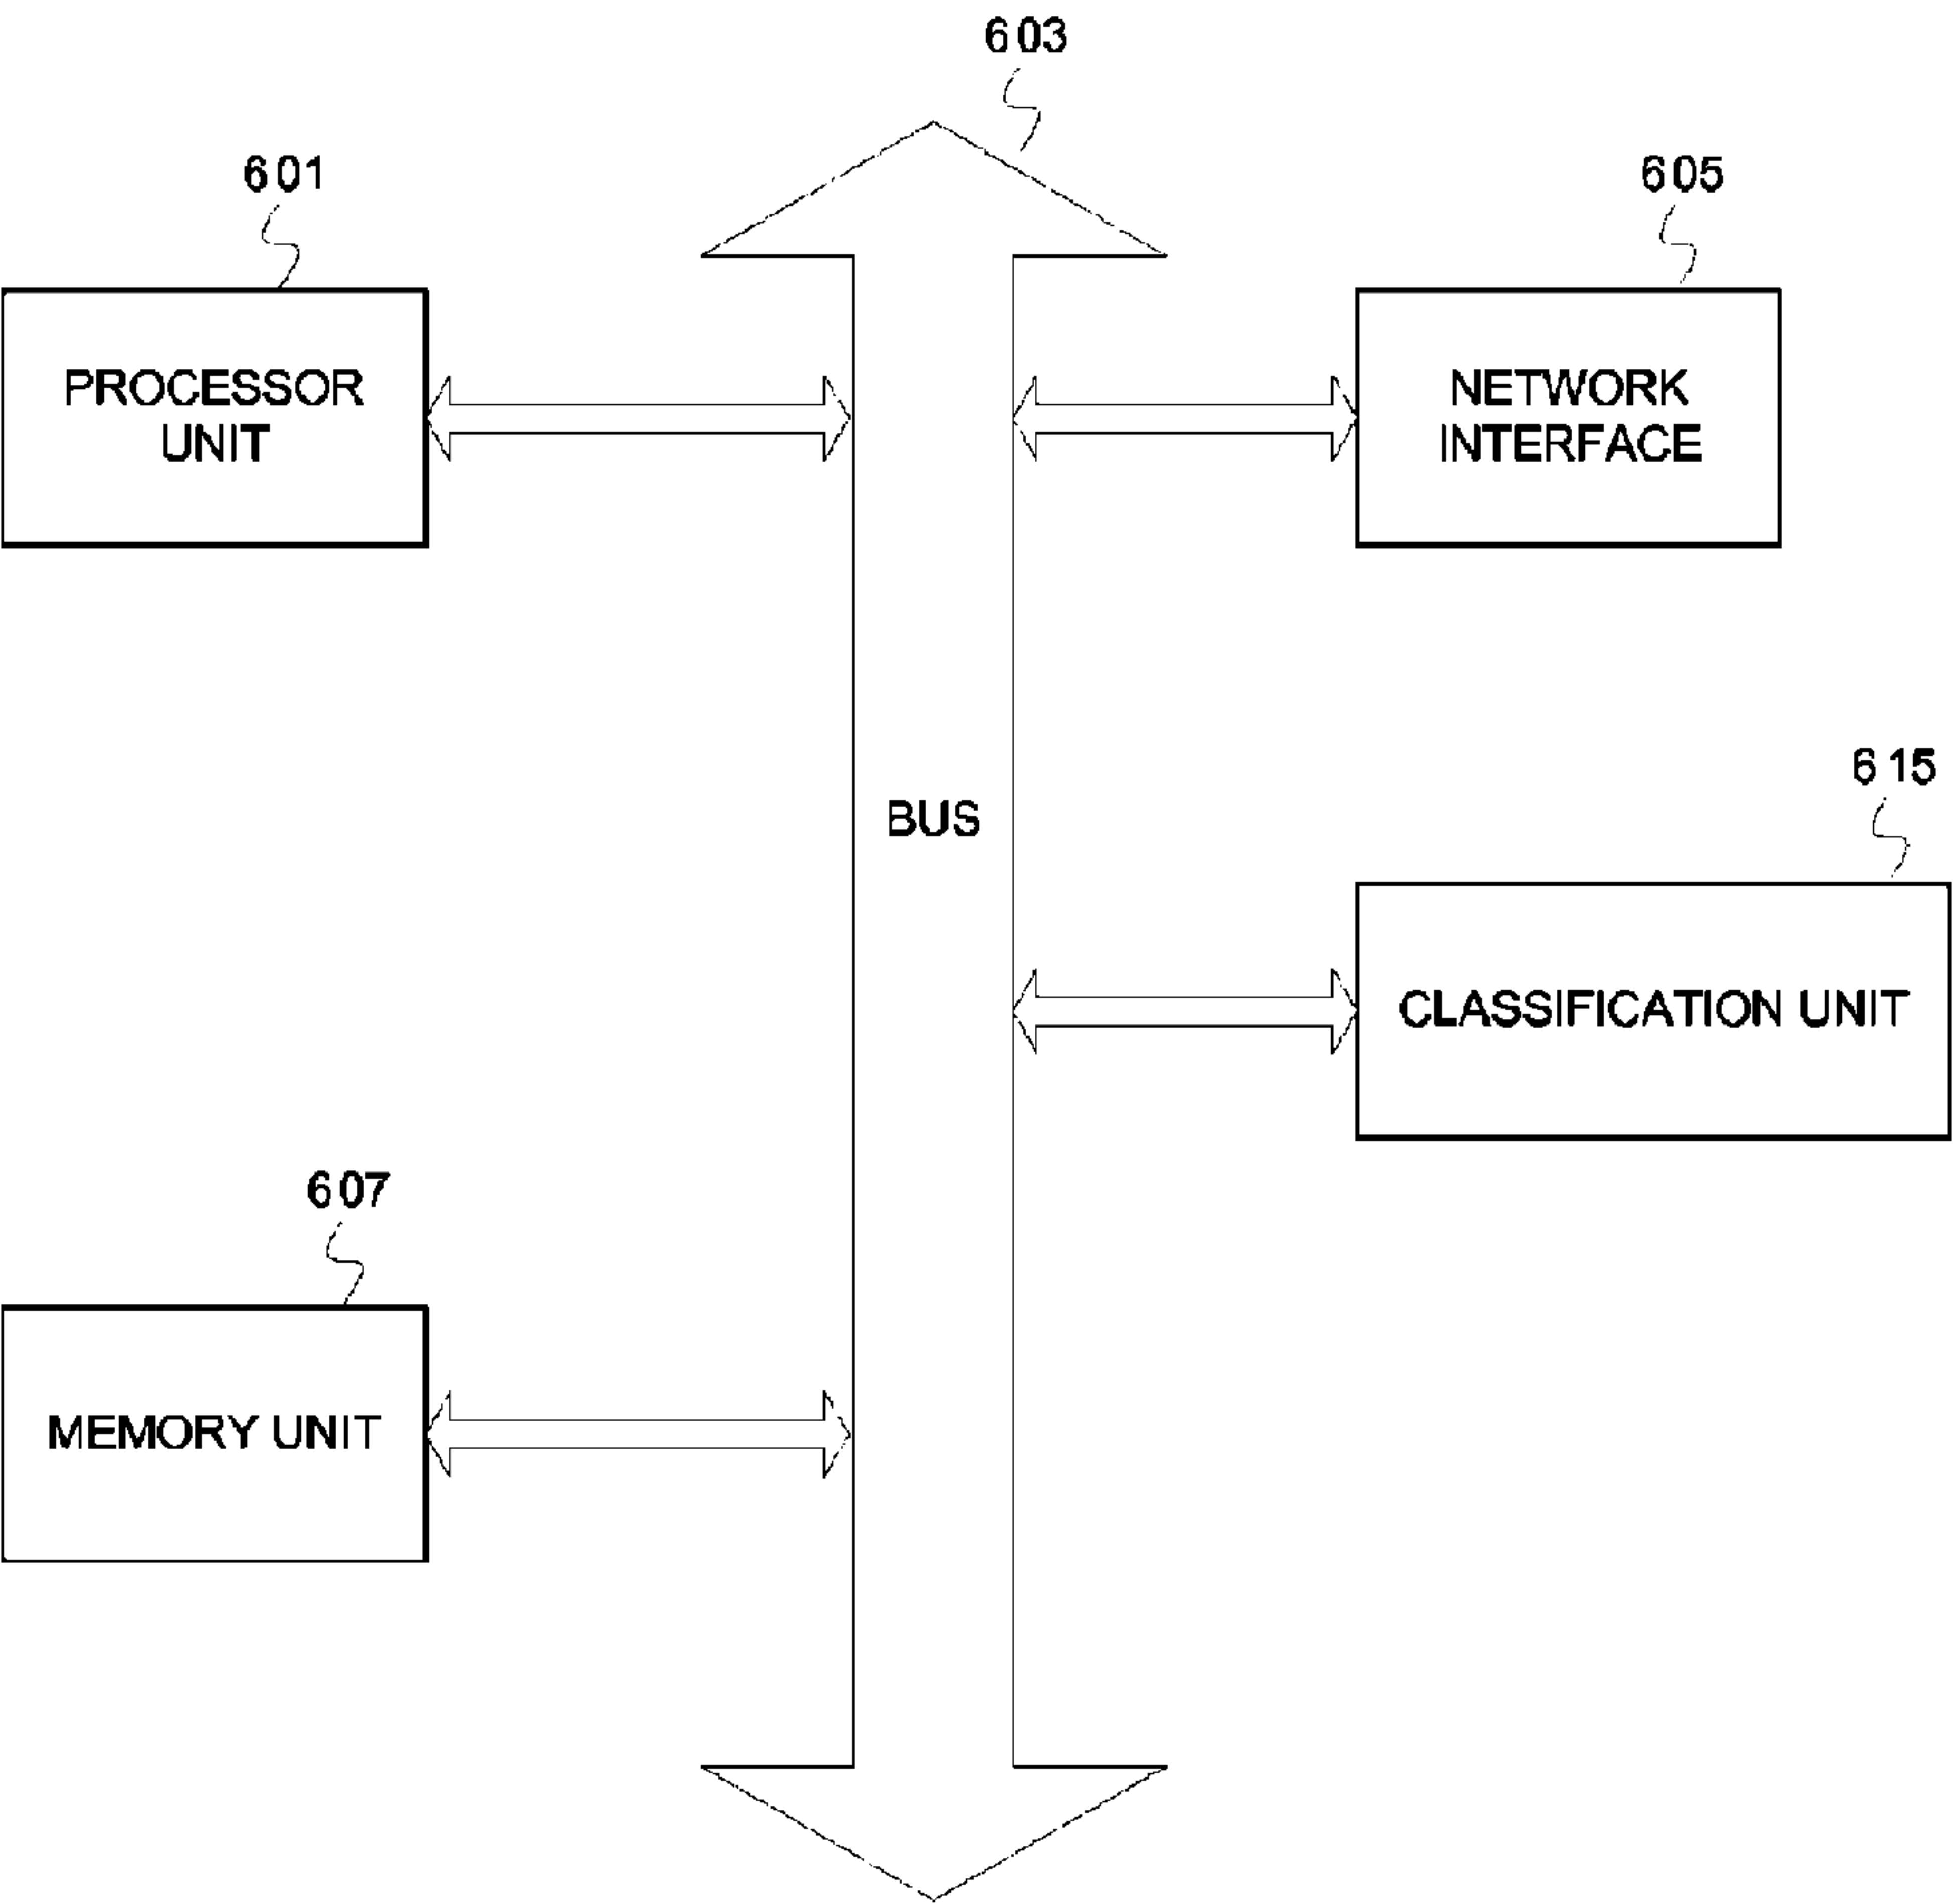 603
601
605
PROCESSOR
UNIT
NETWORK
INTERFACE
615
BUS
CLASSIFICATION UNIT
607
MEMORY UNIT